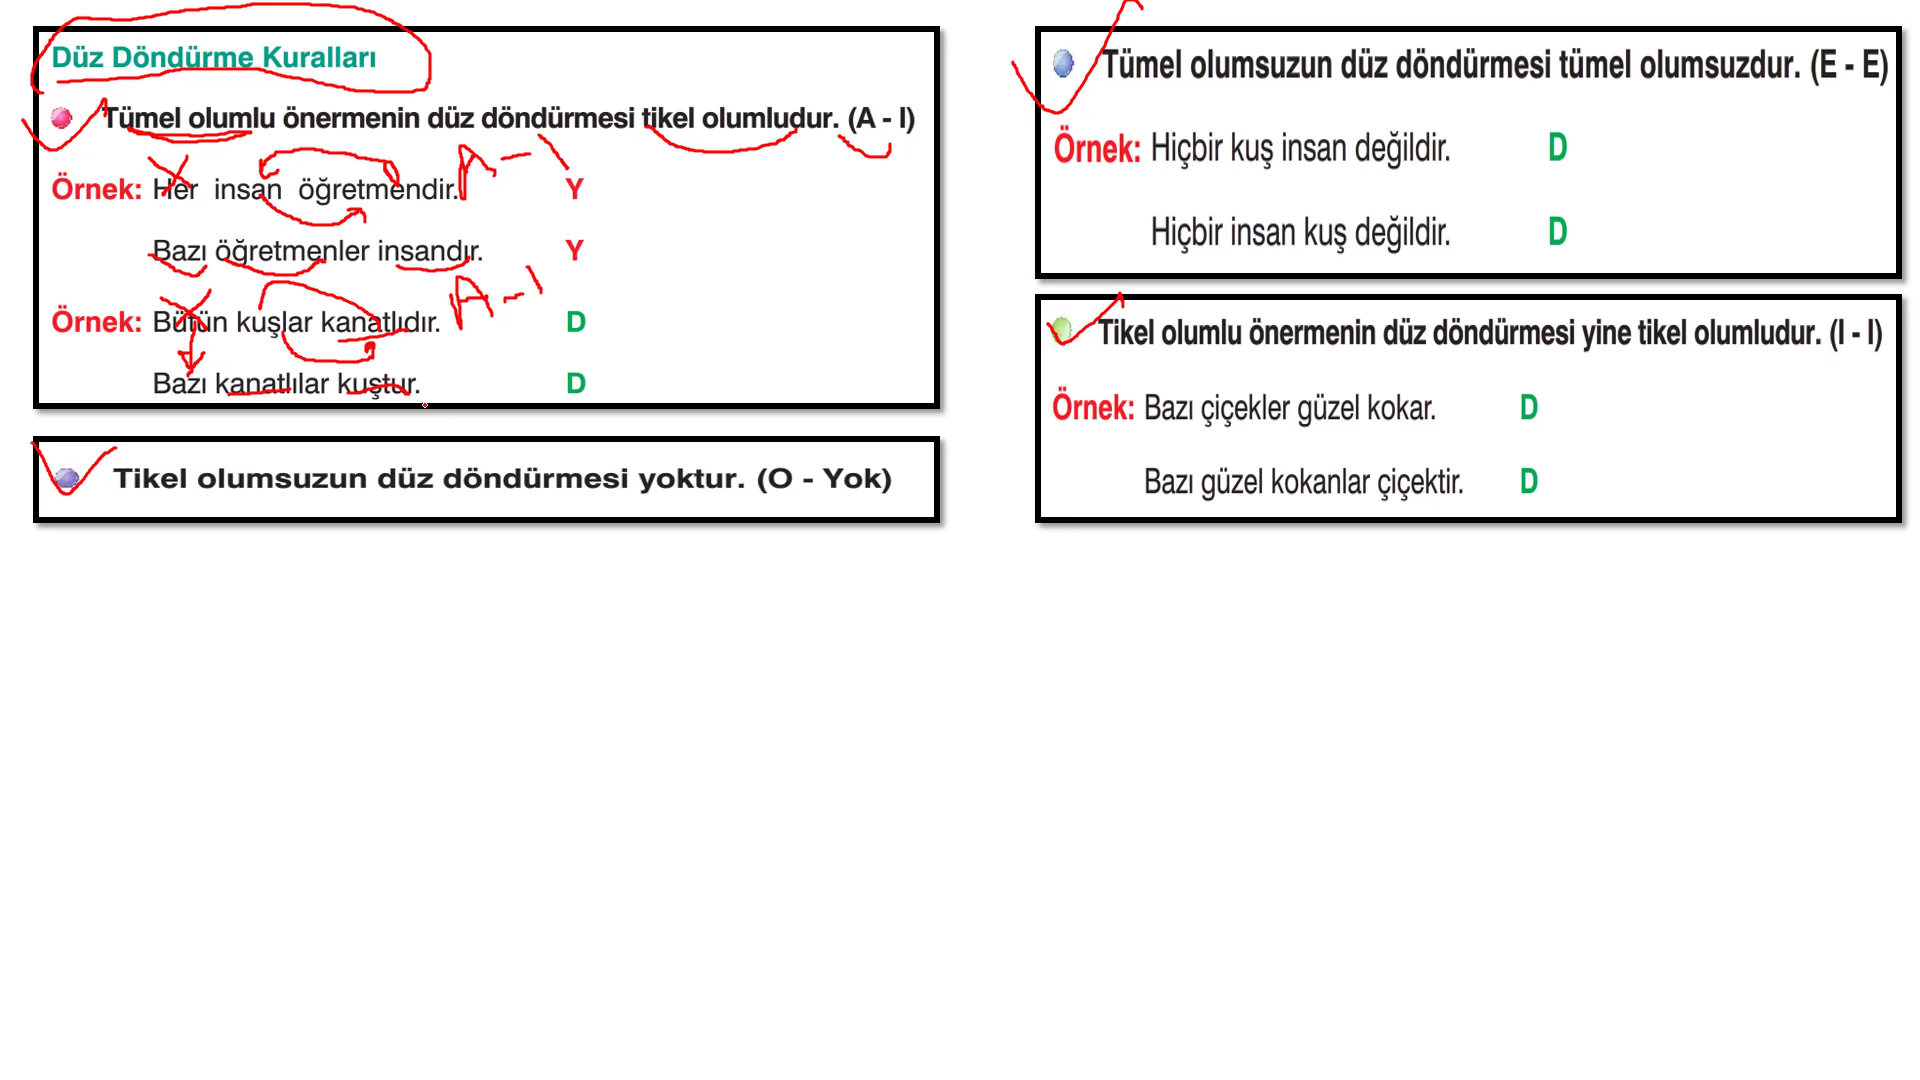 Düz Döndürme Kuralları
Tümel olumlu önermenin düz döndürmesi tikel olumludur. (A - I)
Örnek: Her insan öğretmendir. A - I Y
Bazı öğretmenler insandır. Y
Örnek: Bütün kuşlar kanatlıdır. A - I D
Bazı kanatlılar kuştur. D
Tikel olumsuzun düz döndürmesi yoktur. (O - Yok)
Tümel olumsuzun düz döndürmesi tümel olumsuzdur. (E - E)
Örnek: Hiçbir kuş insan değildir. D
Hiçbir insan kuş değildir. D
Tikel olumlu önermenin düz döndürmesi yine tikel olumludur. (I - I)
Örnek: Bazı çiçekler güzel kokar. D
Bazı güzel kokanlar çiçektir. D